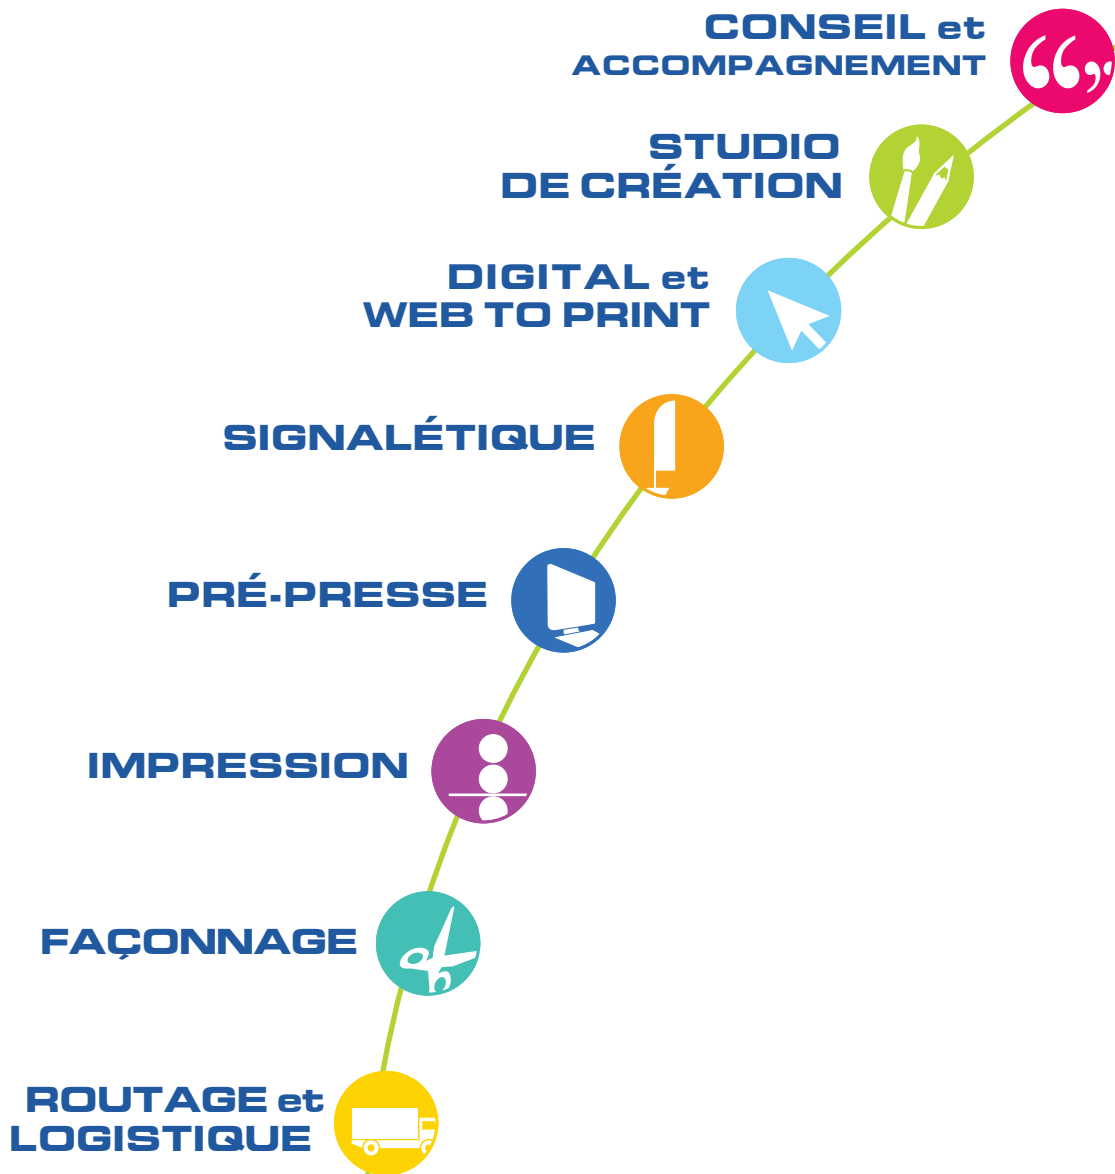 CONSEIL et
ACCOMPAGNEMENT
STUDIO
DE CRÉATION
DIGITAL et
WEB TO PRINT
SIGNALÉTIQUE
PRÉ-PRESSE
IMPRESSION
FAÇONNAGE
ROUTAGE et
LOGISTIQUE